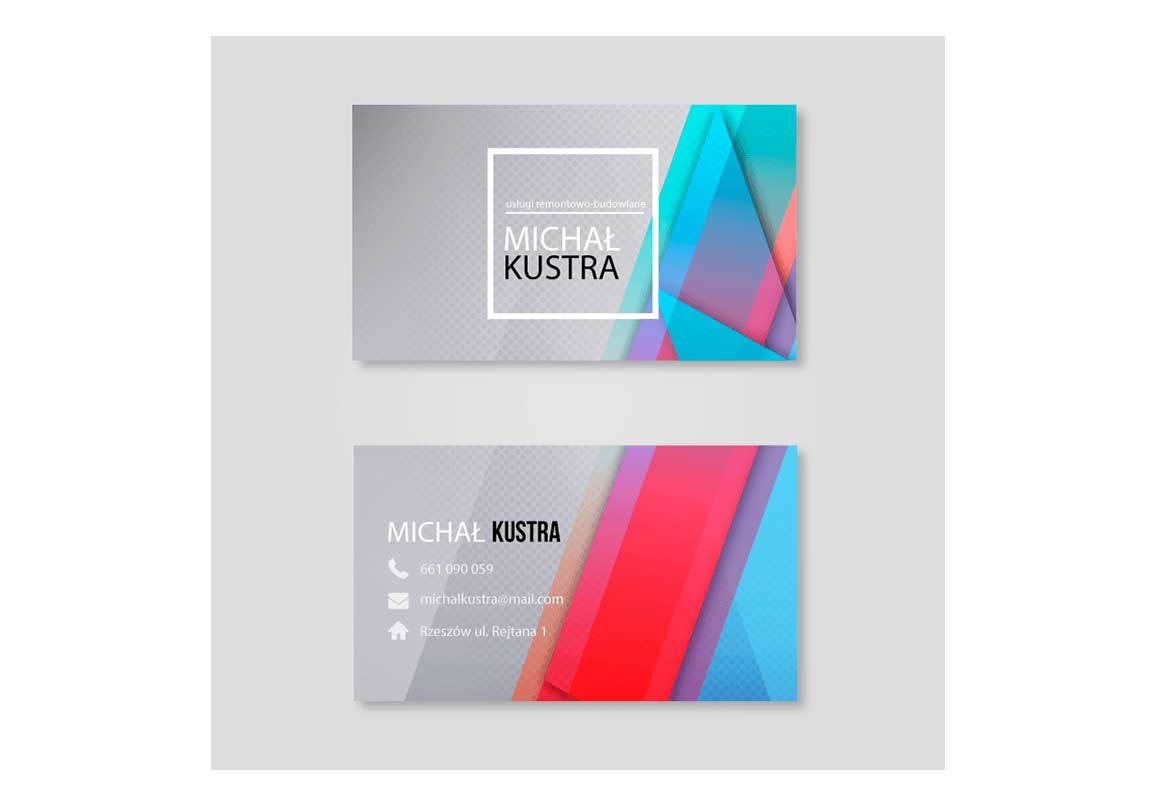 usługi remontowo-budowlane
MICHAŁ
KUSTRA
MICHAŁ KUSTRA
661 090 059
michalkustra@mail.com
Rzeszów ul. Rejtana 1